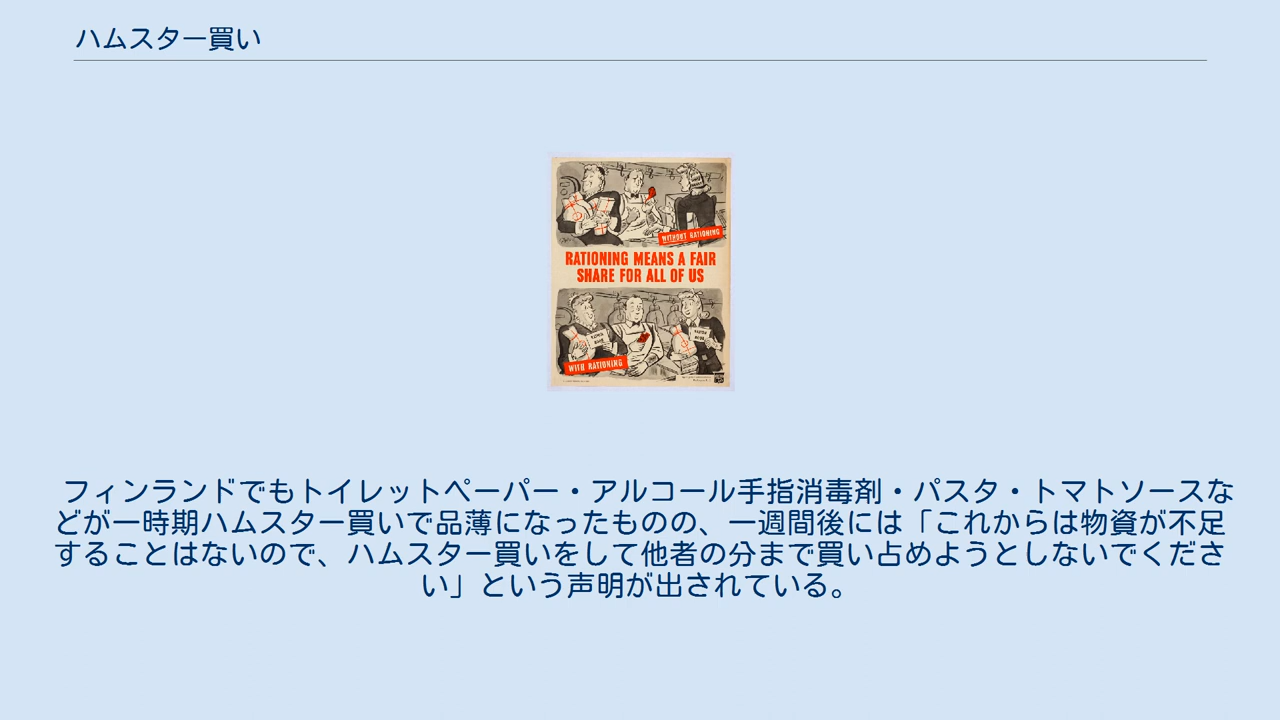 ハムスター買い
WITHOUT RATIONING
RATIONING MEANS A FAIR
SHARE FOR ALL OF US
WITH RATIONING
フィンランドでもトイレットペーパー・アルコール手指消毒剤・パスタ・トマトソースな
どが一時期ハムスター買いで品薄になったものの、一週間後には「これからは物資が不足
することはないので、ハムスター買いをして他者の分まで買い占めようとしないでくださ
い」という声明が出されている。